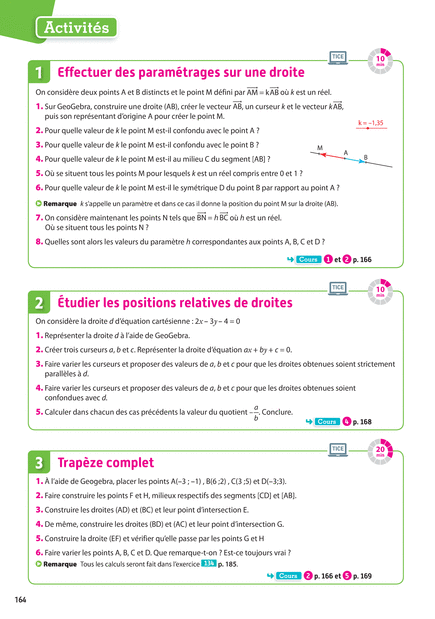 Activités
TICE
10
min
1 Effectuer des paramétrages sur une droite
On considère deux points A et B distincts et le point M défini par AM = kAB où k est un réel.
1. Sur GeoGebra, construire une droite (AB), créer le vecteur AB, un curseur k et le vecteur kAB,
puis son représentant d'origine A pour créer le point M.
2. Pour quelle valeur de k le point M est-il confondu avec le point A ?
3. Pour quelle valeur de k le point M est-il confondu avec le point B ?
4. Pour quelle valeur de k le point M est-il au milieu C du segment [AB] ?
5. Où se situent tous les points M pour lesquels k est un réel compris entre 0 et 1 ?
6. Pour quelle valeur de k le point M est-il le symétrique D du point B par rapport au point A ?
k = –1,35
M
A
B
Remarque k s'appelle un paramètre et dans ce cas il donne la position du point M sur la droite (AB).
7. On considère maintenant les points N tels que BN = h BC où h est un réel.
Où se situent tous les points N ?
8. Quelles sont alors les valeurs du paramètre h correspondantes aux points A, B, C et D ?
Cours 1 et 2 p. 166
TICE
10
min
2 Étudier les positions relatives de droites
On considère la droite d d'équation cartésienne : 2x – 3y – 4 = 0
1. Représenter la droite d à l'aide de GeoGebra.
2. Créer trois curseurs a, b et c. Représenter la droite d'équation ax + by + c = 0.
3. Faire varier les curseurs et proposer des valeurs de a, b et c pour que les droites obtenues soient strictement
parallèles à d.
4. Faire varier les curseurs et proposer des valeurs de a, b et c pour que les droites obtenues soient
confondues avec d.
5. Calculer dans chacun des cas précédents la valeur du quotient –a/b. Conclure.
Cours 4 p. 168
TICE
20
min
3 Trapèze complet
1. À l'aide de Geogebra, placer les points A(–3 ; –1) , B(6 ;2) , C(3 ;5) et D(–3;3).
2. Faire construire les points F et H, milieux respectifs des segments [CD] et [AB].
3. Construire les droites (AD) et (BC) et leur point d'intersection E.
4. De même, construire les droites (BD) et (AC) et leur point d'intersection G.
5. Construire la droite (EF) et vérifier qu'elle passe par les points G et H
6. Faire varier les points A, B, C et D. Que remarque-t-on ? Est-ce toujours vrai ?
Remarque Tous les calculs seront fait dans l'exercice 134 p. 185.
Cours 2 p. 166 et 5 p. 169
164